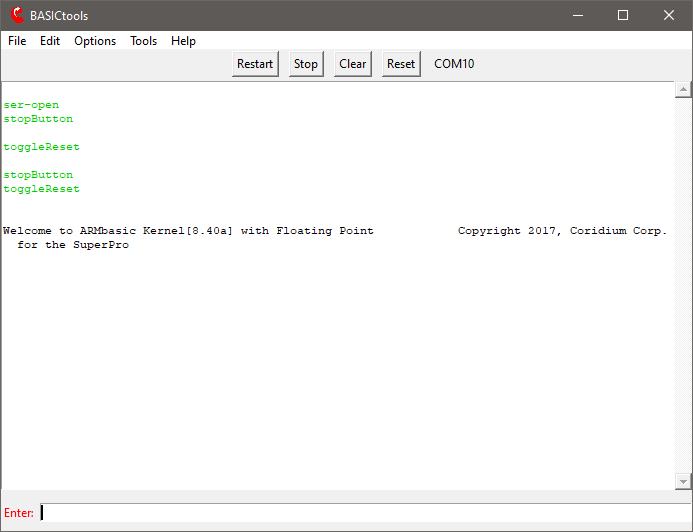 BASICtools
File Edit Options Tools Help
Restart Stop Clear Reset COM10
ser-open
stopButton
toggleReset
stopButton
toggleReset
Welcome to ARMbasic Kernel[8.40a] with Floating Point Copyright 2017, Coridium Corp.
for the SuperPro
Enter: